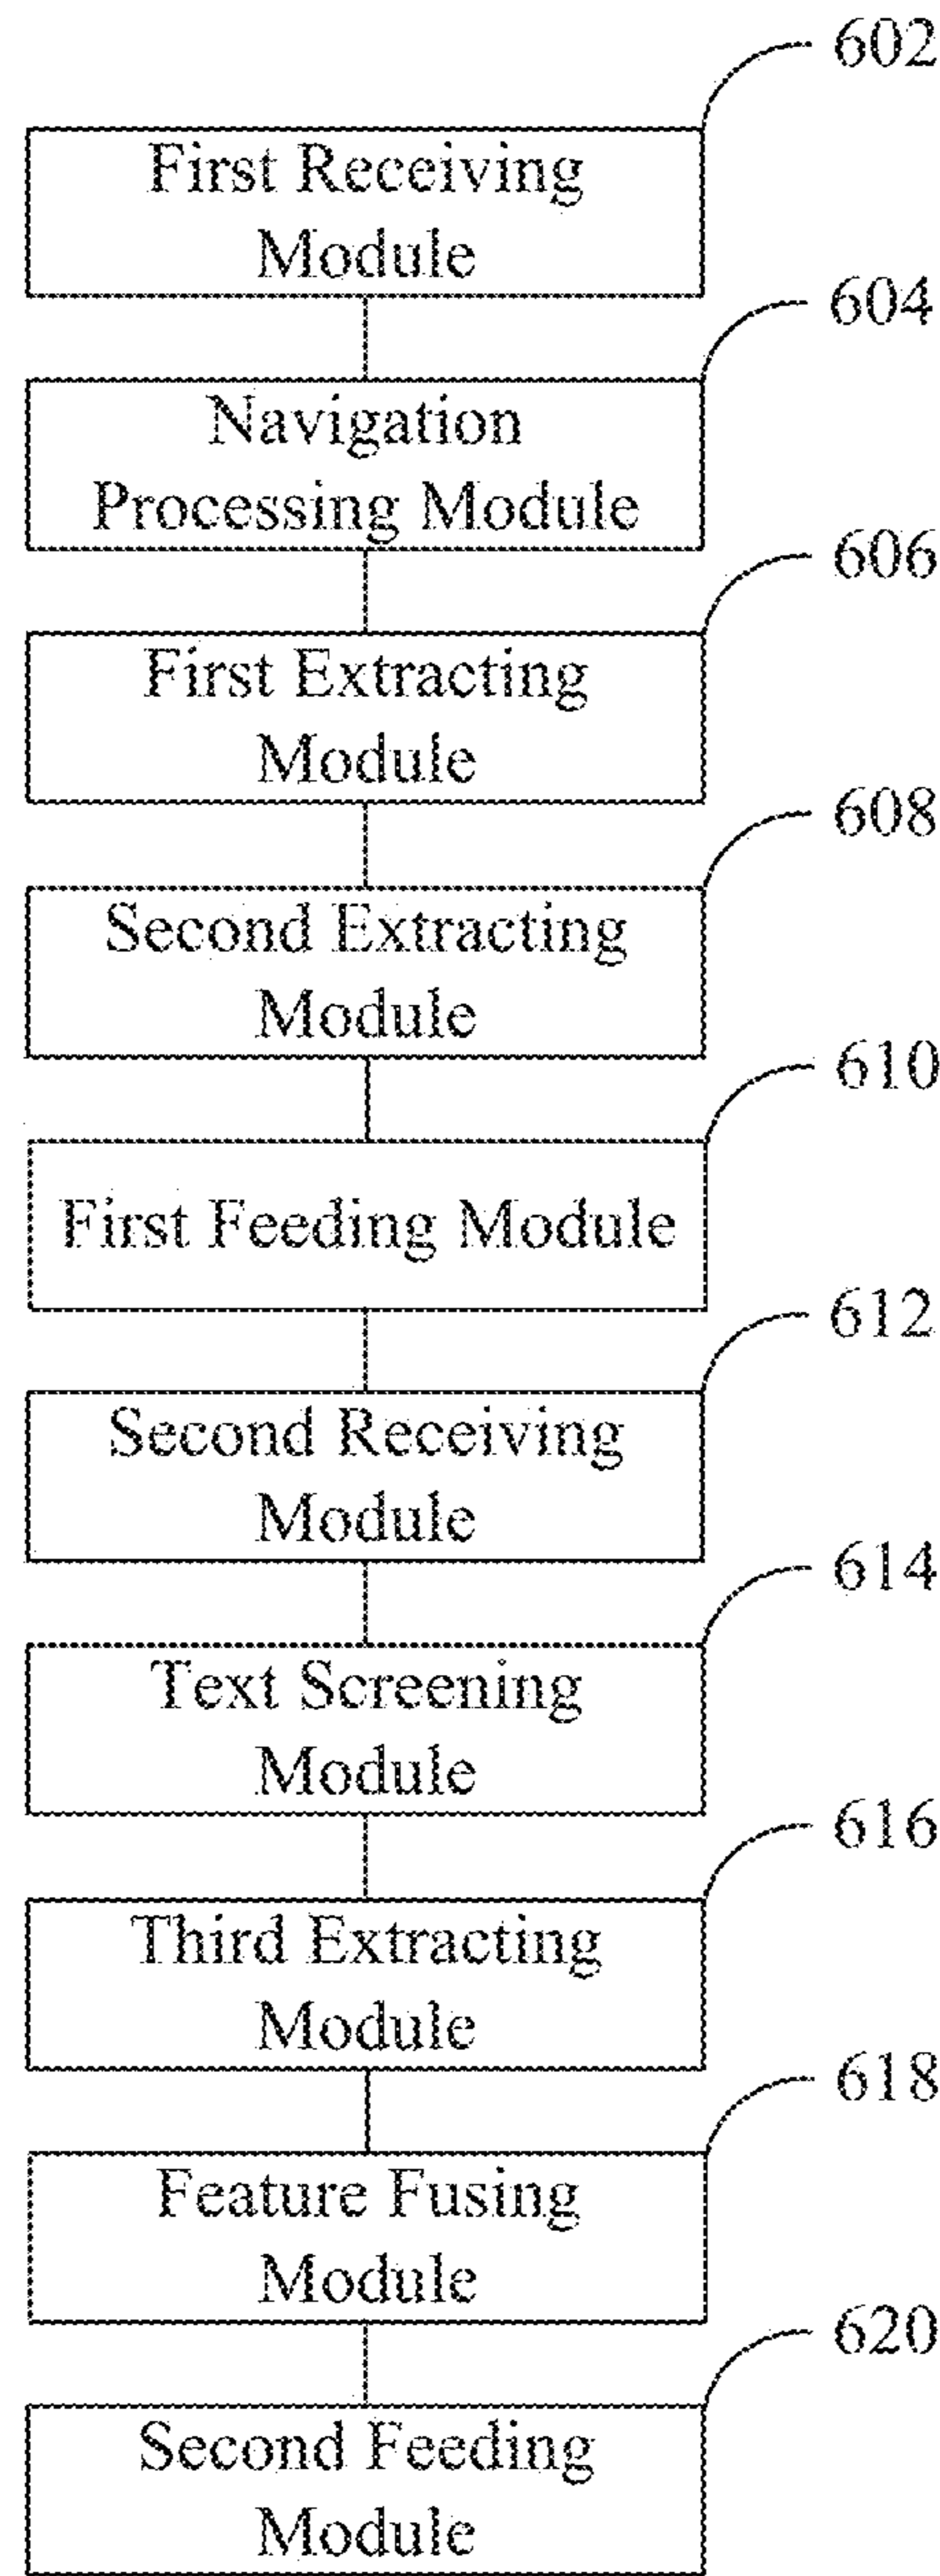 602
First Receiving
Module
604
Navigation
Processing Module
606
First Extracting
Module
608
Second Extracting
Module
610
First Feeding Module
612
Second Receiving
Module
614
Text Screening
Module
616
Third Extracting
Module
618
Feature Fusing
Module
620
Second Feeding
Module